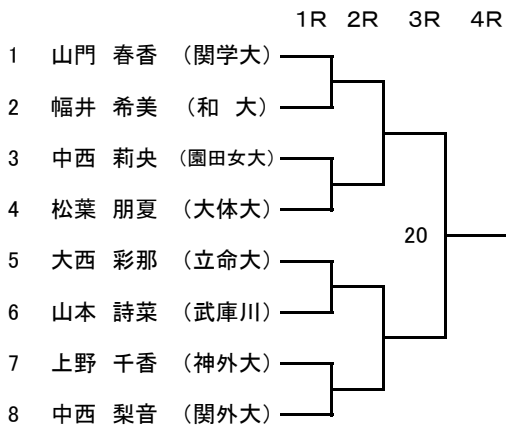 1R 2R 3R 4R
1 山門 春香 (関学大)
2 幅井 希美 (和 大)
3 中西 莉央 (園田女大)
4 松葉 朋夏 (大体大)
20
5 大西 彩那 (立命大)
6 山本 詩菜 (武庫川)
7 上野 千香 (神外大)
8 中西 梨音 (関外大)